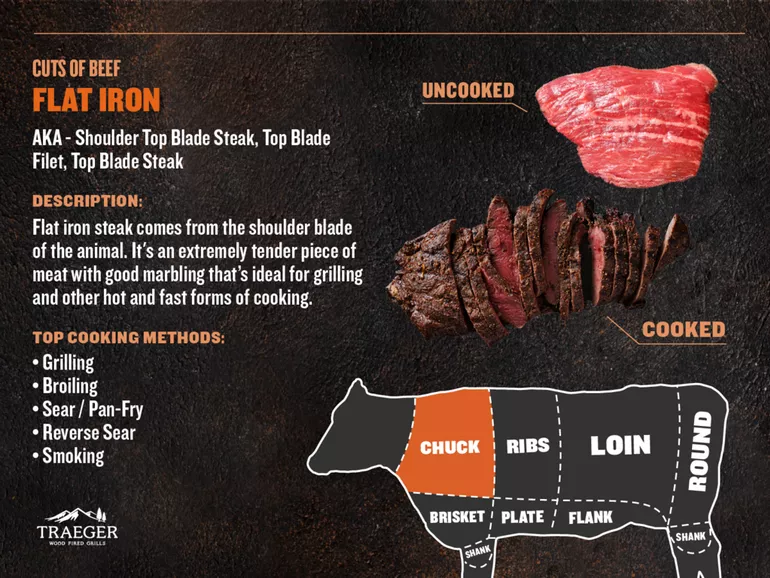 CUTS OF BEEF
FLAT IRON
AKA - Shoulder Top Blade Steak, Top Blade
Filet, Top Blade Steak
DESCRIPTION:
Flat iron steak comes from the shoulder blade
of the animal. It's an extremely tender piece of
meat with good marbling that's ideal for grilling
and other hot and fast forms of cooking.
TOP COOKING METHODS:
• Grilling
• Broiling
• Sear / Pan-Fry
• Reverse Sear
• Smoking
TRAEGER
WOOD FIRED GRILLS
UNCOOKED
COOKED
CHUCK
RIBS
LOIN
ROUND
BRISKET
PLATE
FLANK
SHANK
SHANK